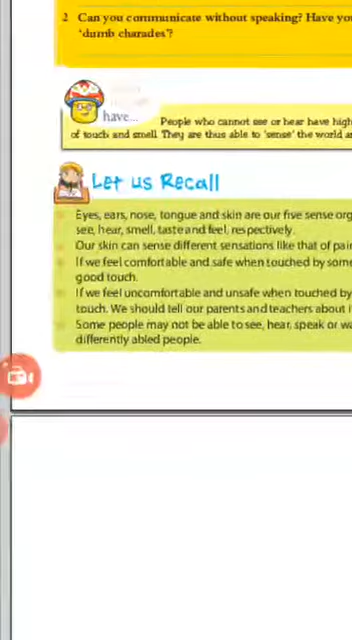 2 Can you communicate without speaking? Have yo
'dumb charades'?
have... People who cannot see or hear have high
of touch and smell. They are thus able to 'sense' the world a
Let us Recall
Eyes, ears, nose, tongue and skin are our five sense org
see, hear, smell, taste and feel, respectively.
Our skin can sense different sensations like that of pai
If we feel comfortable and safe when touched by som
good touch.
If we feel uncomfortable and unsafe when touched by
touch. We should tell our parents and teachers about i
Some people may not be able to see, hear, speak or wa
differently abled people.